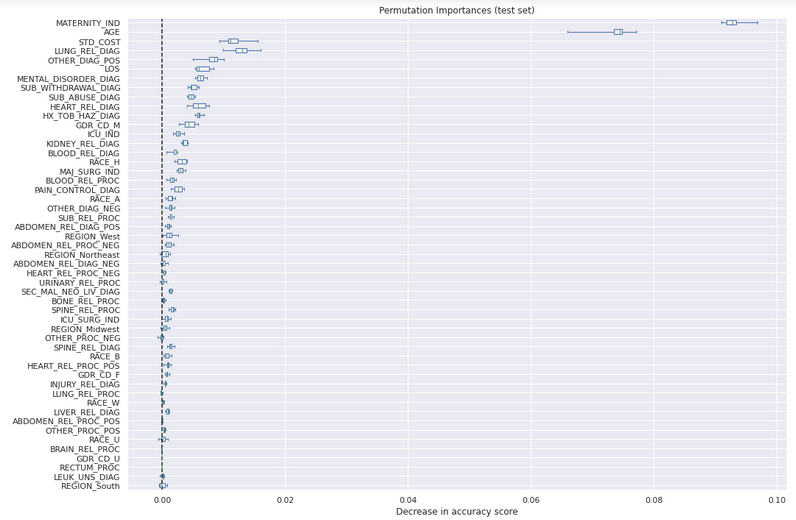 Permutation Importances (test set)
MATERNITY_IND
AGE
STD_COST
LUNG_REL_DIAG
OTHER_DIAG_POS
LOS
MENTAL_DISORDER_DIAG
SUB_WITHDRAWAL_DIAG
SUB_ABUSE_DIAG
HEART_REL_DIAG
HX_TOB_HAZ_DIAG
GDR_CD_M
ICU_IND
KIDNEY_REL_DIAG
BLOOD_REL_DIAG
RACE_H
MAJ_SURG_IND
BLOOD_REL_PROC
PAIN_CONTROL_DIAG
RACE_A
OTHER_DIAG_NEG
SUB_REL_PROC
ABDOMEN_REL_DIAG_POS
REGION_West
ABDOMEN_REL_PROC_NEG
REGION_Northeast
ABDOMEN_REL_DIAG_NEG
HEART_REL_PROC_NEG
URINARY_REL_PROC
SEC_MAL_NEO_LIV_DIAG
BONE_REL_PROC
SPINE_REL_PROC
ICU_SURG_IND
REGION_Midwest
OTHER_PROC_NEG
SPINE_REL_DIAG
RACE_B
HEART_REL_PROC_POS
GDR_CD_F
INJURY_REL_DIAG
LUNG_REL_PROC
RACE_W
LIVER_REL_DIAG
ABDOMEN_REL_PROC_POS
OTHER_PROC_POS
RACE_U
BRAIN_REL_PROC
GDR_CD_U
RECTUM_PROC
LEUK_UNS_DIAG
REGION_South
0.00 0.02 0.04 0.06 0.08 0.10
Decrease in accuracy score